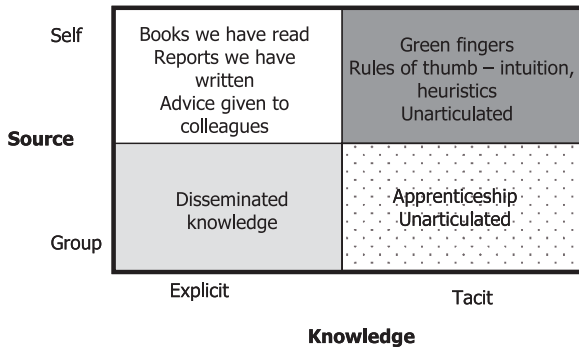 Self
Books we have read
Reports we have
written
Advice given to
colleagues
Green fingers
Rules of thumb – intuition,
heuristics
Unarticulated
Source
Disseminated
knowledge
Apprenticeship
Unarticulated
Group
Explicit
Tacit
Knowledge